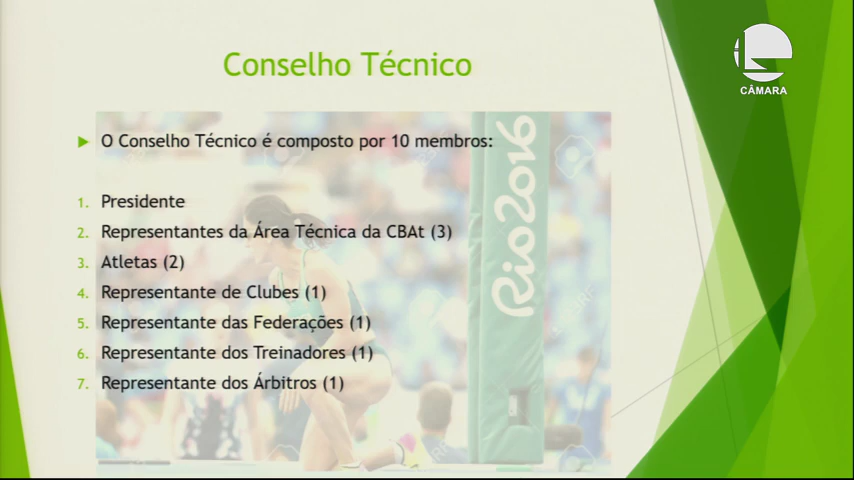 Conselho Técnico
CÂMARA
O Conselho Técnico é composto por 10 membros:
1. Presidente
2. Representantes da Área Técnica da CBAt (3)
3. Atletas (2)
4. Representante de Clubes (1)
5. Representante das Federações (1)
6. Representante dos Treinadores (1)
7. Representante dos Árbitros (1)
Rio2016